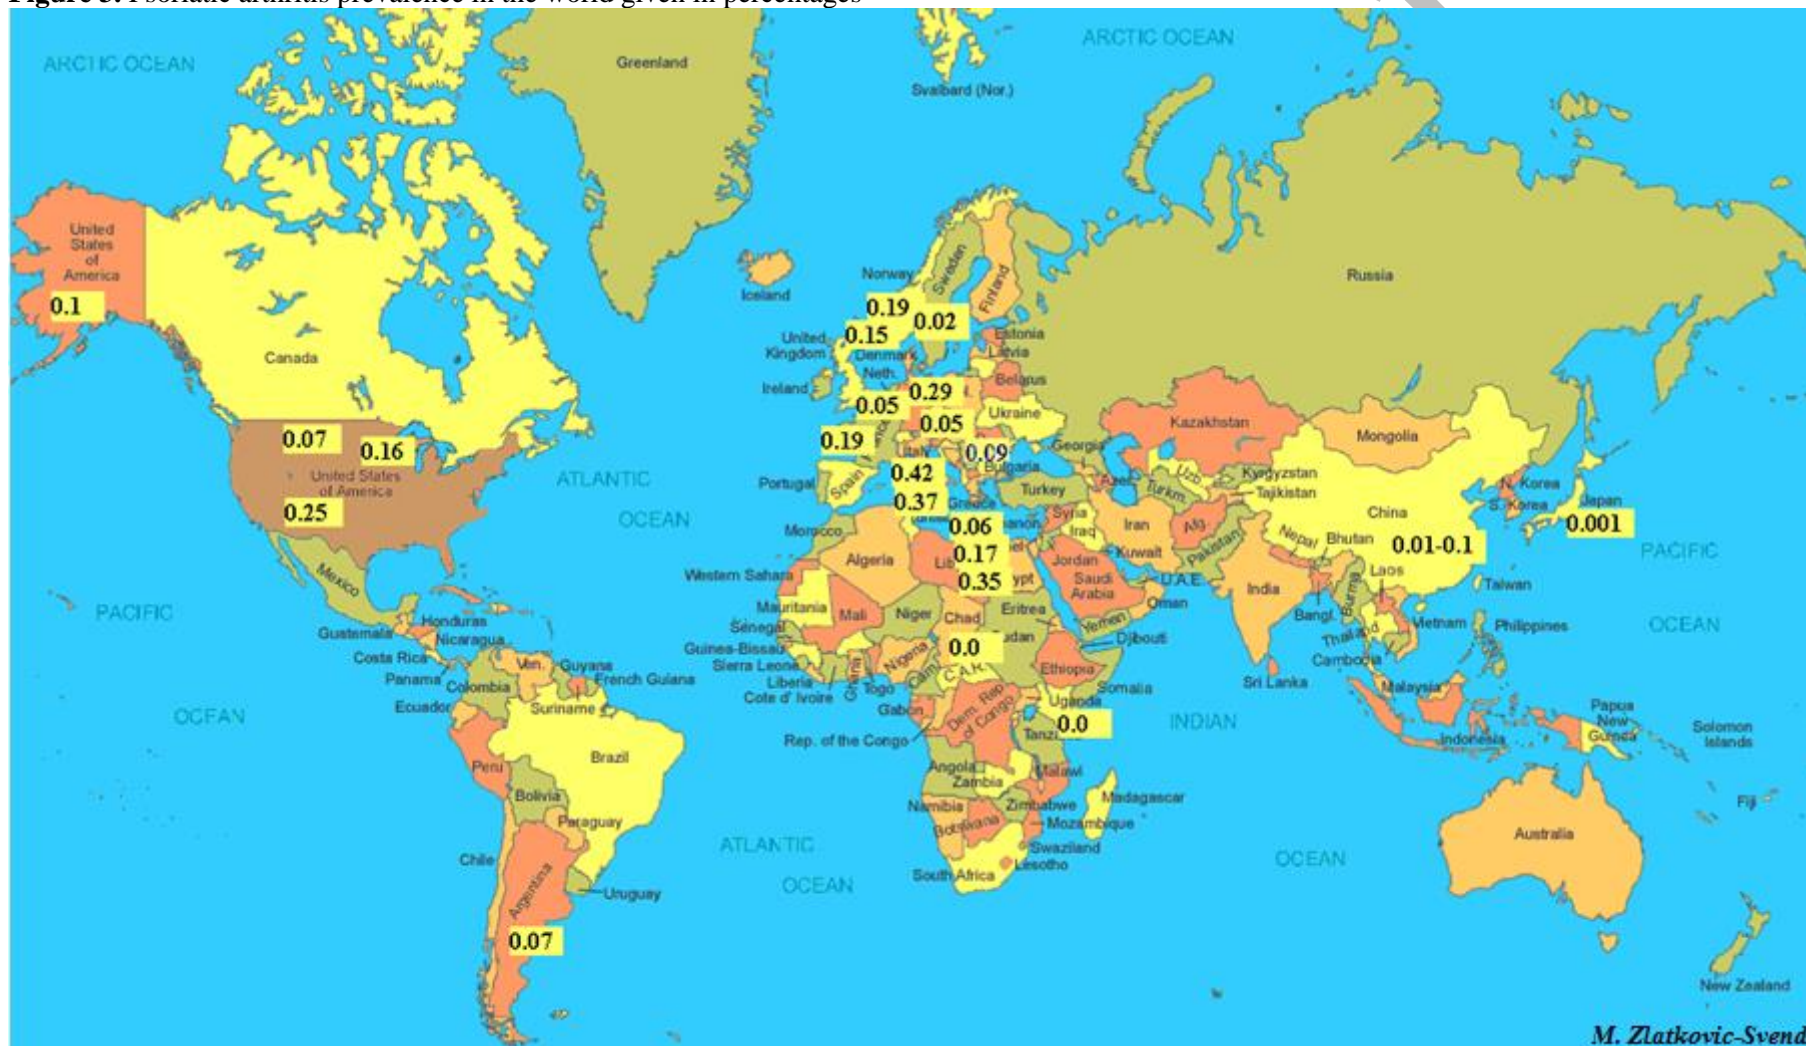 Figure 3. Psoriatic arthritis prevalence in the world given in percentages
ARCTIC OCEAN
Greenland
Svalbard (Nor.)
ARCTIC OCEAN
United
States
of
America
0.1
Canada
Iceland
Norway
Sweden
Finland
Russia
0.19
0.02
0.15
United
Kingdom
Denmark
Estonia
Latvia
Neth.
Ireland
Belarus
0.29
0.05
Ukraine
0.05
0.19
0.07
0.16
United States
of America
0.25
ATLANTIC
OCEAN
Italy
0.09
Bulgaria
Georgia
Kazakhstan
Mongolia
Portugal
Spain
0.42
0.37
Greece
Turkey
Azer.
Turkm.
Uzb.
Kyrgyzstan
Tajikistan
China
N. Korea
S. Korea
Japan
0.001
0.01-0.1
PACIFIC
OCEAN
Morocco
0.06
Syria
Iraq
Iran
Afg.
Pakistan
Nepal
Bhutan
0.17
0.35
Algeria
Jordan
Kuwait
Saudi
Arabia
U.A.E.
Oman
Yemen
India
Bangl.
Burma
Laos
Taiwan
Thailand
Vietnam
Cambodia
Philippines
Western Sahara
Mauritania
Mali
Niger
Chad
Eritrea
Djibouti
Senegal
Guinea-Bissau
Sierra Leone
Liberia
Cote d' Ivoire
Ghana
Togo
Nigeria
0.0
Cam.
C.A.R.
Ethiopia
Somalia
Sri Lanka
Malaysia
Mexico
Guatemala
Honduras
Nicaragua
Costa Rica
Panama
Ven.
Guyana
French Guiana
Suriname
Colombia
Ecuador
PACIFIC
OCEAN
Brazil
Peru
Bolivia
Paraguay
Chile
Argentina
Uruguay
0.07
ATLANTIC
OCEAN
Gabon
Rep. of the Congo
Dem. Rep.
of Congo
Uganda
0.0
INDIAN
OCEAN
Angola
Zambia
Malawi
Namibia
Botswana
Zimbabwe
Mozambique
Madagascar
Swaziland
Lesotho
South Africa
Indonesia
Papua
New
Guinea
Solomon
Islands
Fiji
Australia
New Zealand
M. Zlatkovic-Svend